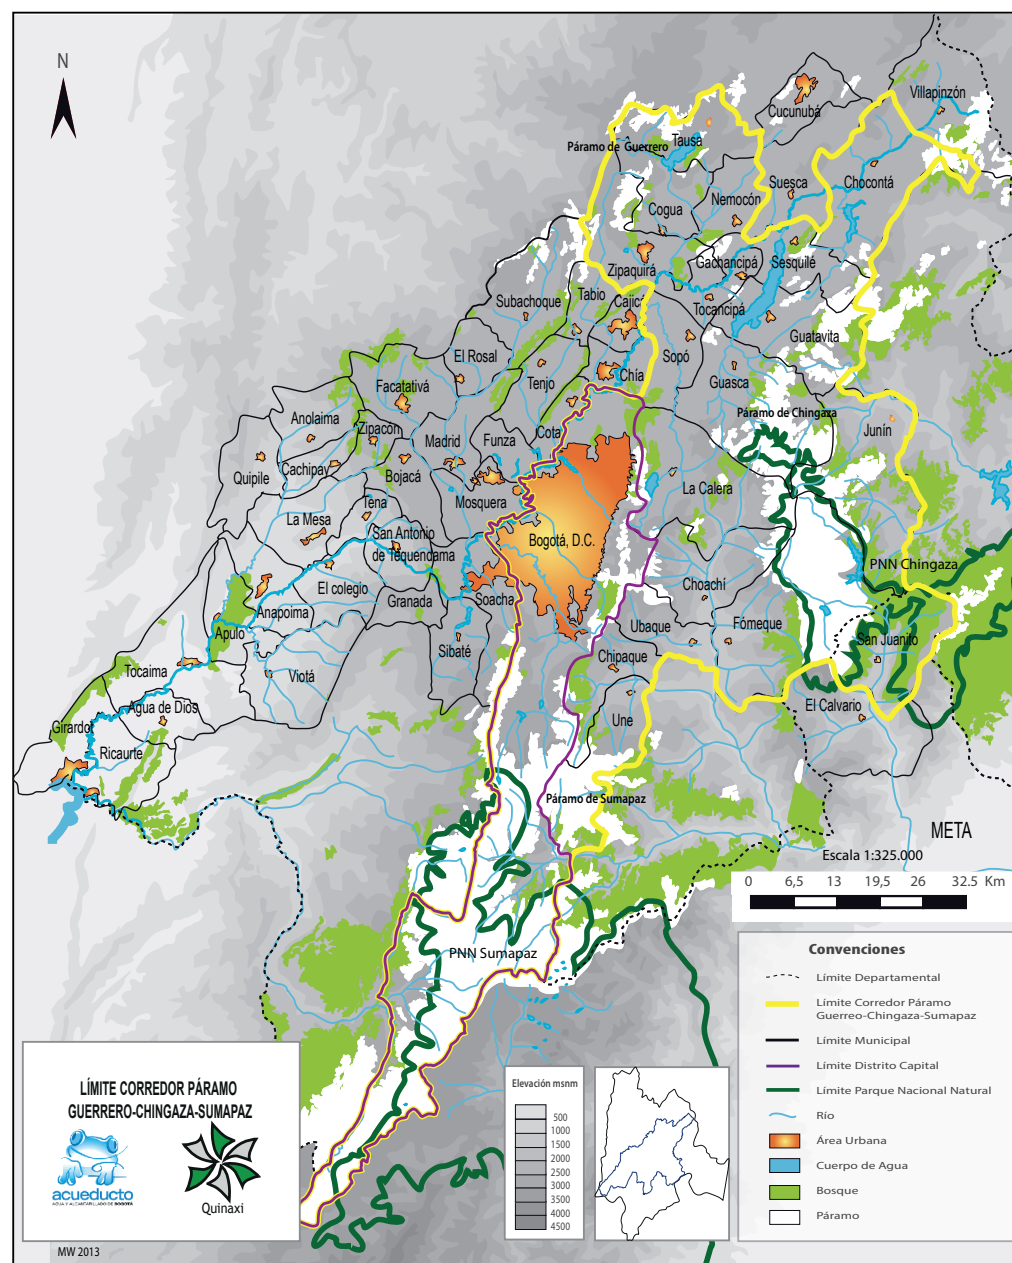 N
Villapinzón
Cucunubá
Tausa
Páramo de Guerrero
Suesca
Chocontá
Nemocón
Cogua
Gachancipá
Sesquilé
Zipaquirá
Tabio
Cajicá
Subachoque
Tocancipá
Guatavita
El Rosal
Sopó
Tenjo
Chía
Guasca
Facatativá
Páramo de Chingaza
Anolaima
Zipacón
Madrid
Funza
Cota
Junín
Cachipay
Quipile
Bojacá
Mosquera
La Calera
Tena
La Mesa
San Antonio
de Tequendama
Bogotá, D.C.
PNN Chingaza
El colegio
Choachí
Granada
Soacha
Anapoima
Apulo
Ubaque
Fómeque
San Juanito
Sibaté
Chipaque
Tocaima
Viotá
Agua de Dios
El Calvario
Une
Girardot
Ricaurte
Páramo de Sumapaz
META
Escala 1:325.000
0 6,5 13 19,5 26 32.5 Km
PNN Sumapaz
Convenciones
Límite Departamental
Límite Corredor Páramo
Guerreo-Chingaza-Sumapaz
Límite Municipal
Límite Distrito Capital
Límite Parque Nacional Natural
Río
Área Urbana
Cuerpo de Agua
Bosque
Páramo
LÍMITE CORREDOR PÁRAMO
GUERRERO-CHINGAZA-SUMAPAZ
acueducto
AGUA Y ALCANTARILLADO DE BOGOTÁ
Quinaxi
Elevación msnm
500
1000
1500
2000
2500
3000
3500
4000
4500
MW 2013